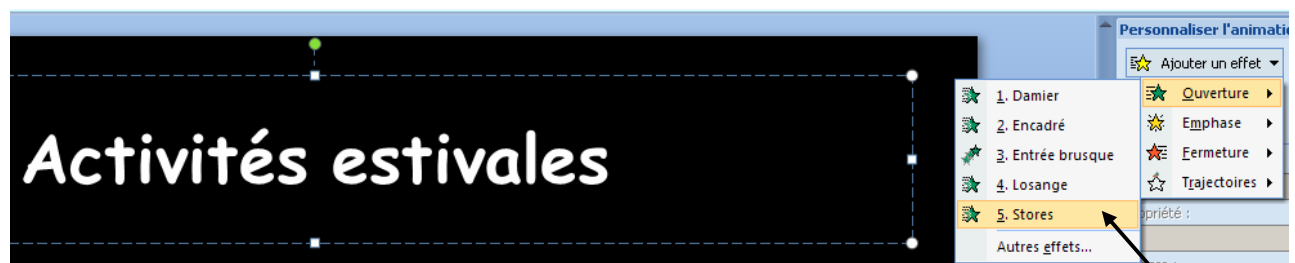 Personnaliser l'animati
Ajouter un effet
Activités estivales
1. Damier
2. Encadré
3. Entrée brusque
4. Losange
5. Stores
Autres effets...
Ouverture
Emphase
Fermeture
Trajectoires
opriété :